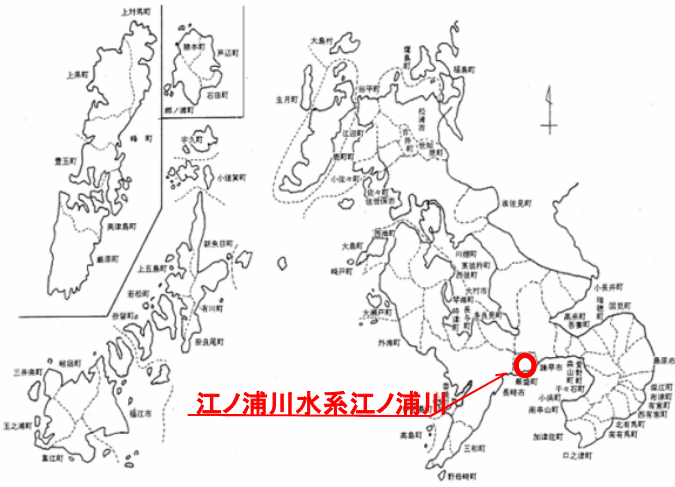 上対馬町
上県町
峰町
豊玉町
美津島町
厳原町
勝本町
芦辺町
石田町
郷ノ浦町
宇久町
小値賀町
新魚目町
上五島町
若松町
有川町
奈留町
奈良尾町
岐宿町
三井楽町
玉之浦町
富江町
福江市
大島村
生月町
田平町
鷹島町
福島町
松浦市
江迎町
鹿町町
吉井町
世知原町
小佐々町
佐々町
佐世保市
波佐見町
西海町
大島町
崎戸町
川棚町
東彼杵町
西彼町
大村市
琴海町
時津町
長与町
多良見町
大瀬戸町
外海町
小長井町
高来町
瑞穂町
国見町
吾妻町
諫早市
森山町
愛野町
千々石町
小浜町
南串山町
加津佐町
口之津町
南有馬町
北有馬町
西有家町
有家町
布津町
深江町
島原市
飯盛町
長崎市
香
高島町
三和町
野母崎町
江ノ浦川水系江ノ浦川